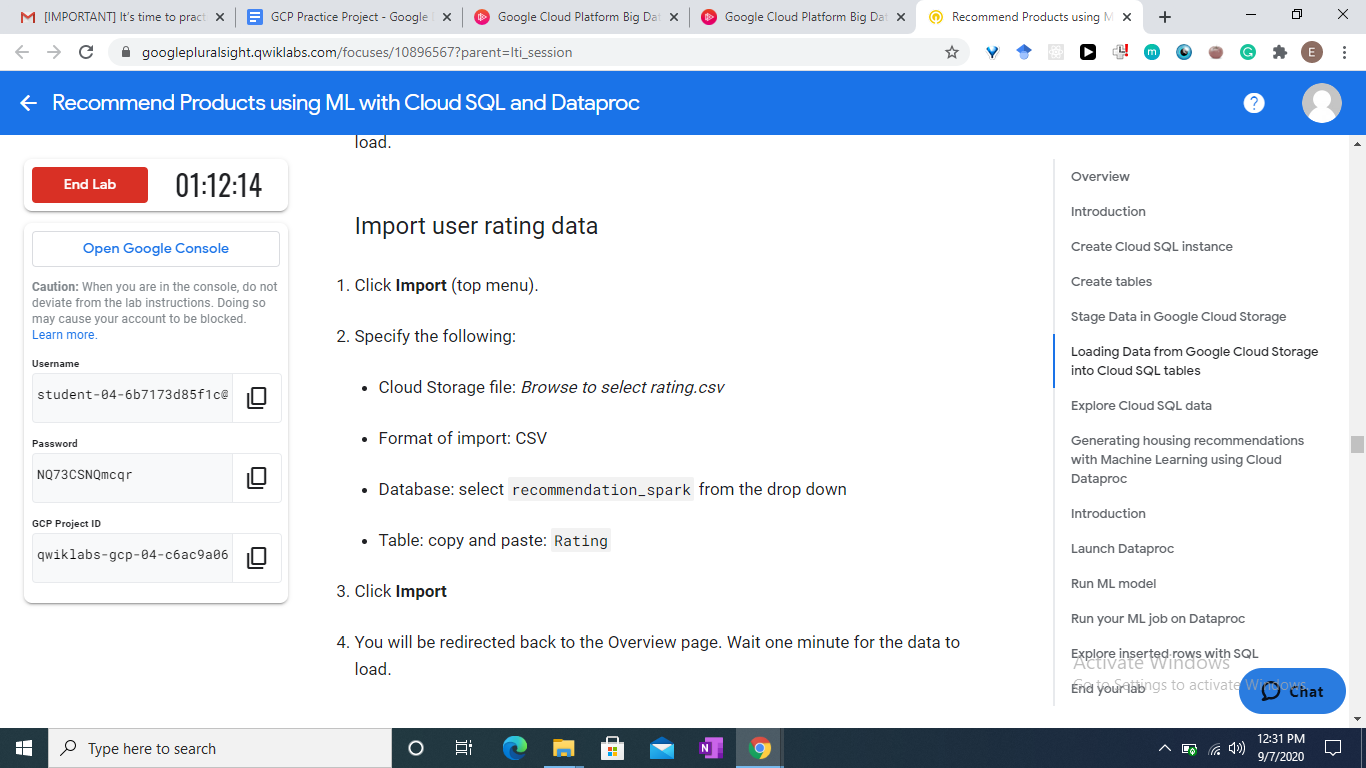 [IMPORTANT] It's time to pract
GCP Practice Project - Google
Google Cloud Platform Big Dat
Google Cloud Platform Big Dat
Recommend Products using M
googlepluralsight.qwiklabs.com/focuses/10896567?parent=lti_session
E
Recommend Products using ML with Cloud SQL and Dataproc
?
load.
End Lab
01:12:14
Open Google Console
Caution: When you are in the console, do not
deviate from the lab instructions. Doing so
may cause your account to be blocked.
Learn more.
Username
student-04-6b7173d85f1c@
Password
NQ73CSNQmcqr
GCP Project ID
qwiklabs-gcp-04-c6ac9a06
Import user rating data
1. Click Import (top menu).
2. Specify the following:
• Cloud Storage file: Browse to select rating.csv
• Format of import: CSV
• Database: select recommendation_spark from the drop down
• Table: copy and paste: Rating
3. Click Import
4. You will be redirected back to the Overview page. Wait one minute for the data to
load.
Overview
Introduction
Create Cloud SQL instance
Create tables
Stage Data in Google Cloud Storage
Loading Data from Google Cloud Storage
into Cloud SQL tables
Explore Cloud SQL data
Generating housing recommendations
with Machine Learning using Cloud
Dataproc
Introduction
Launch Dataproc
Run ML model
Run your ML job on Dataproc
Explore inserted rows with SQL
End your lab
Activate Windows
Go to Settings to activate Windows.
Chat
Type here to search
12:31 PM
9/7/2020